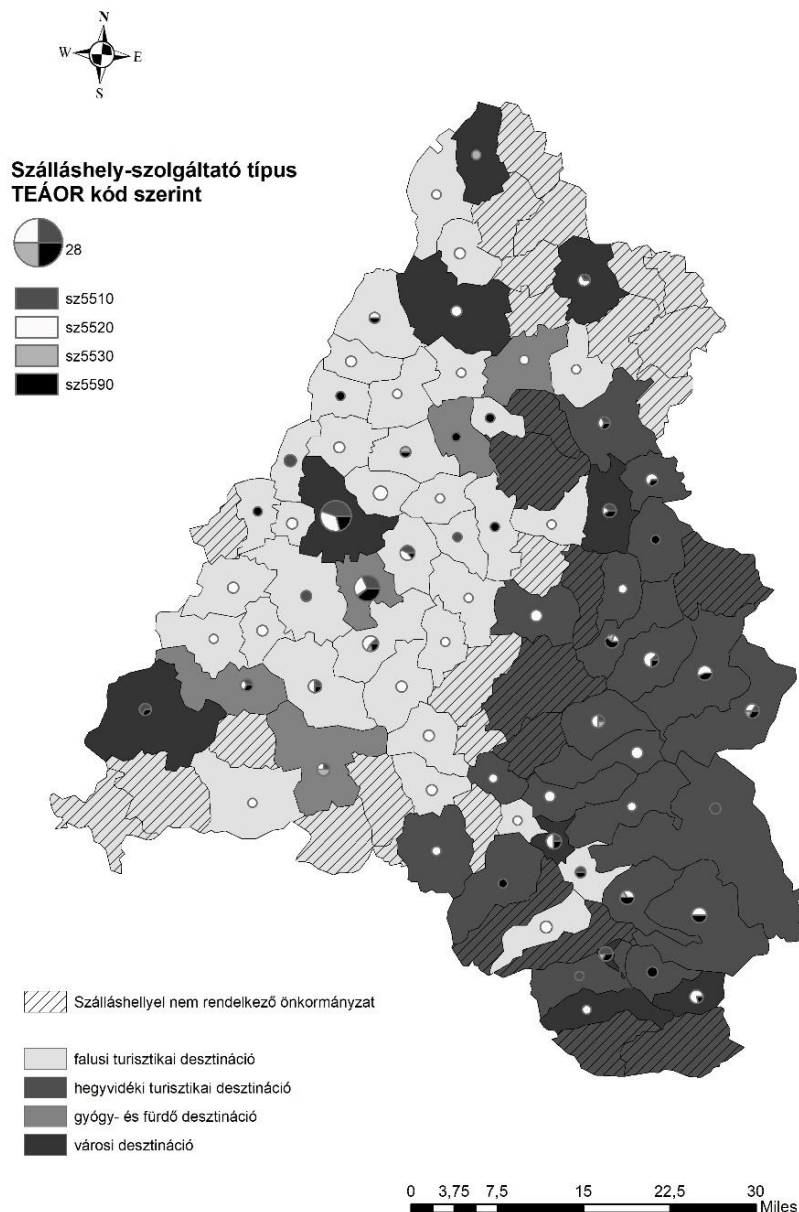 N
W E
S
Szálláshely-szolgáltató típus
TEÁOR kód szerint
28
sz5510
sz5520
sz5530
sz5590
Szálláshellyel nem rendelkező önkormányzat
falusi turisztikai desztináció
hegyvidéki turisztikai desztináció
gyógy- és fürdő desztináció
városi desztináció
0 3,75 7,5 15 22,5 30
Miles